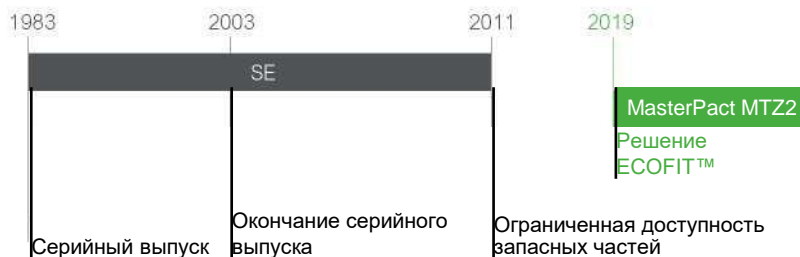 1983 2003 2011 2019
SE
MasterPact MTZ2
Решение
ECOFIT™
Серийный выпуск
Окончание серийного
выпуска
Ограниченная доступность
запасных частей